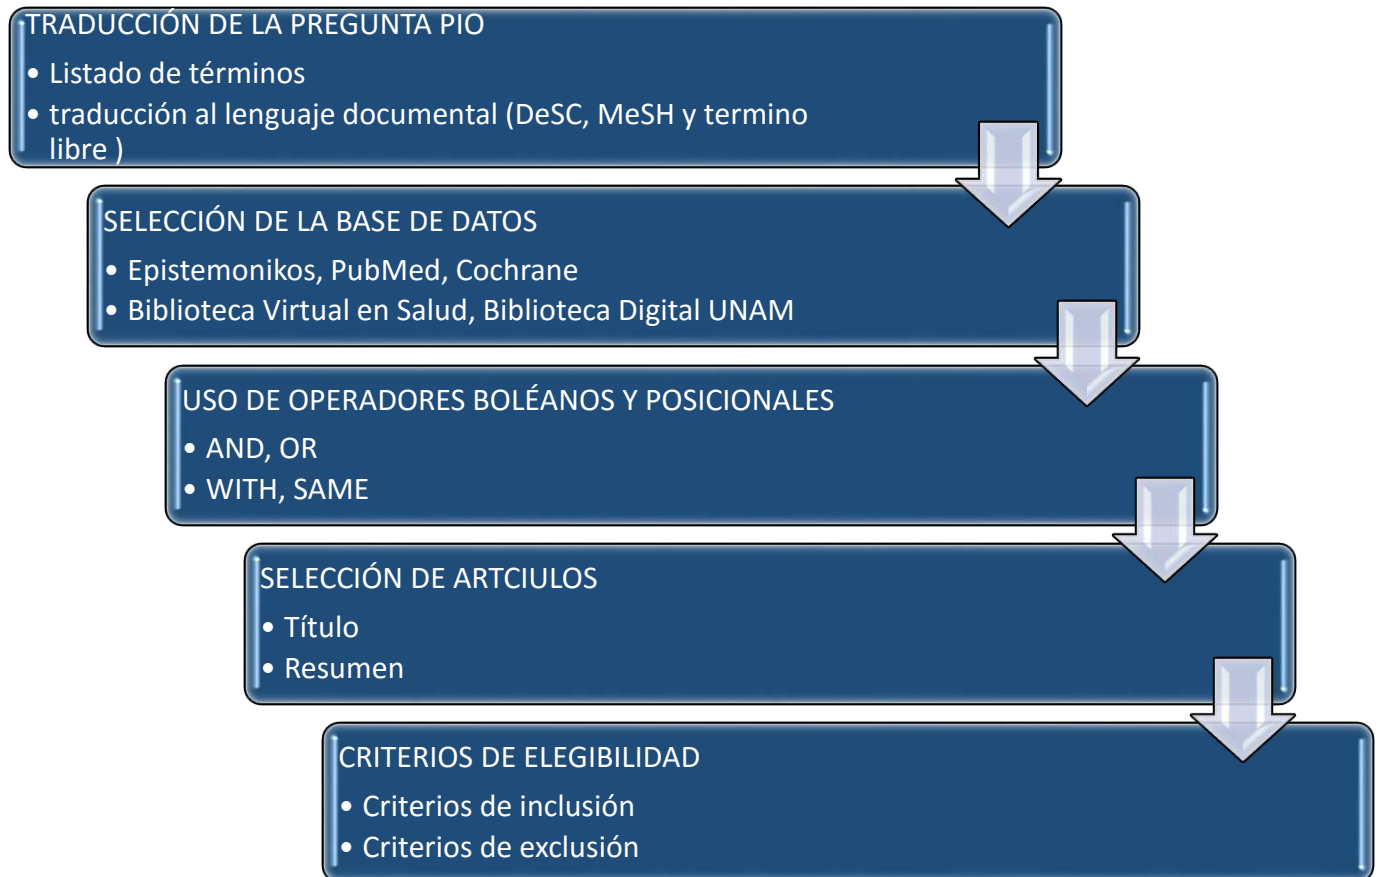 TRADUCCIÓN DE LA PREGUNTA PIO
• Listado de términos
• traducción al lenguaje documental (DeSC, MeSH y termino
libre )
SELECCIÓN DE LA BASE DE DATOS
• Epistemonikos, PubMed, Cochrane
• Biblioteca Virtual en Salud, Biblioteca Digital UNAM
USO DE OPERADORES BOLÉANOS Y POSICIONALES
• AND, OR
• WITH, SAME
SELECCIÓN DE ARTCIULOS
• Título
• Resumen
CRITERIOS DE ELEGIBILIDAD
• Criterios de inclusión
• Criterios de exclusión